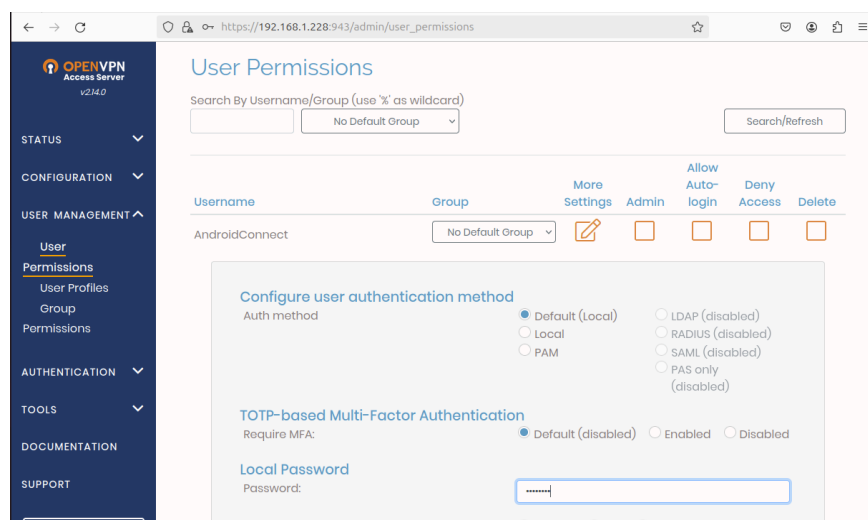 https://192.168.1.228:943/admin/user_permissions
OPENVPN
Access Server
v2.14.0
STATUS
CONFIGURATION
USER MANAGEMENT
User
Permissions
User Profiles
Group
Permissions
AUTHENTICATION
TOOLS
DOCUMENTATION
SUPPORT
User Permissions
Search By Username/Group (use '%' as wildcard)
No Default Group
Search/Refresh
Username
Group
More
Settings
Admin
Allow
Auto-
login
Deny
Access
Delete
AndroidConnect
No Default Group
Configure user authentication method
Auth method
Default (Local)
Local
PAM
LDAP (disabled)
RADIUS (disabled)
SAML (disabled)
PAS only
(disabled)
TOTP-based Multi-Factor Authentication
Require MFA:
Default (disabled)
Enabled
Disabled
Local Password
Password:
••••••••